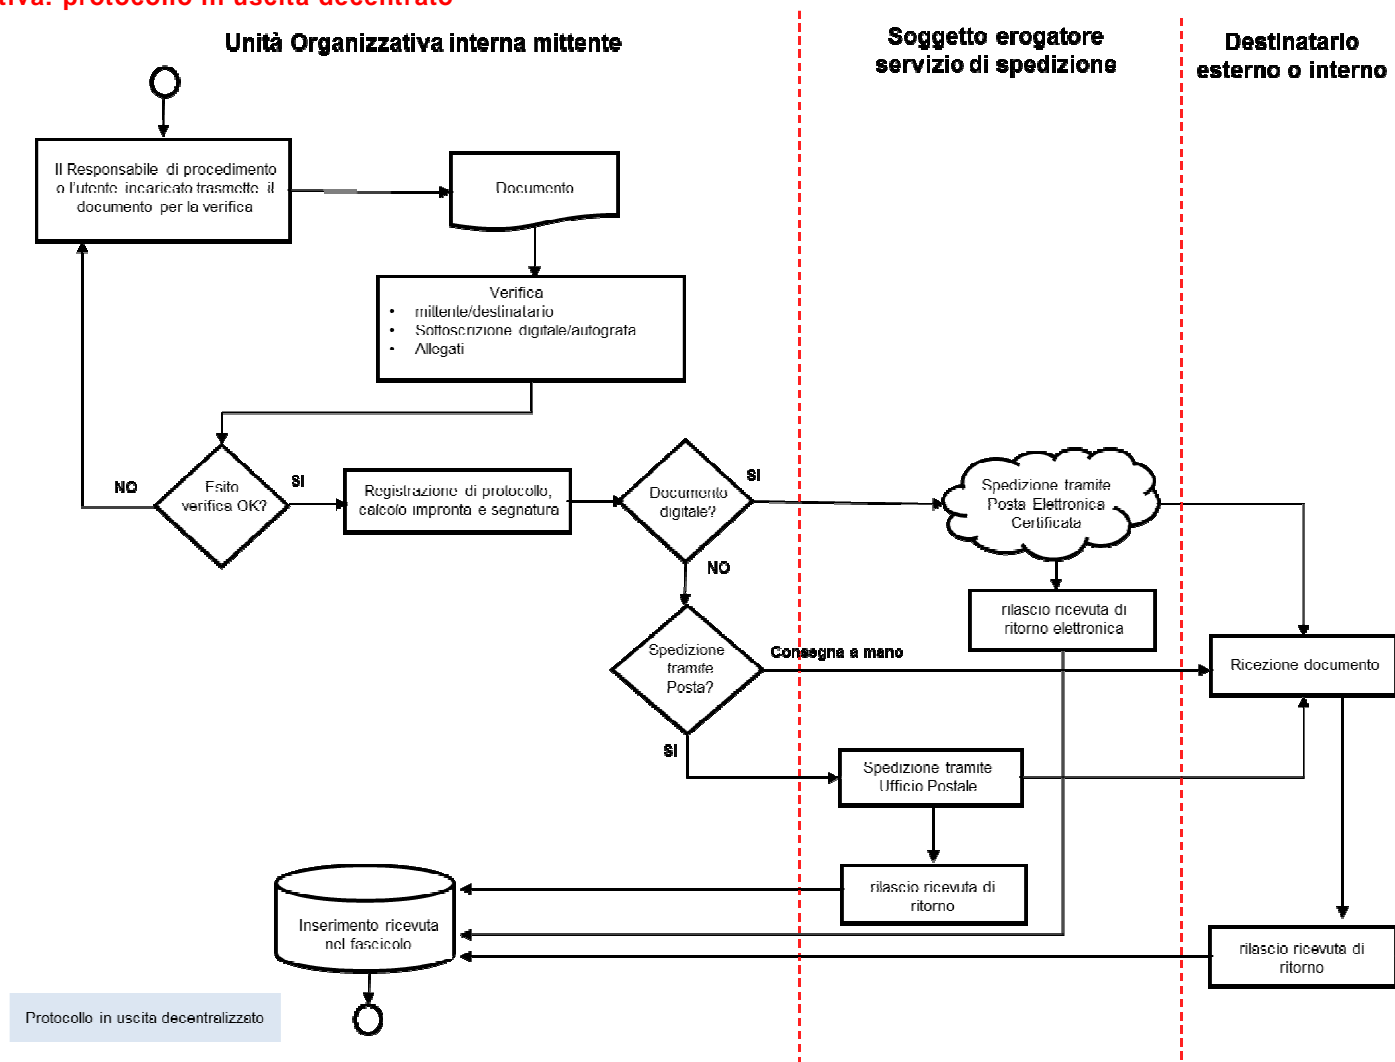 protocollo in uscita decentrato
Unità Organizzativa interna mittente
Soggetto erogatore
servizio di spedizione
Destinatario
esterno o interno
Il Responsabile di procedimento
o l'utente incaricato trasmette il
documento per la verifica
Documento
Verifica
• mittente/destinatario
• Sottoscrizione digitale/autografa
• Allegati
NO
Esito
verifica OK?
SI
Registrazione di protocollo,
calcolo impronta e segnatura
Documento
digitale?
SI
Spedizione tramite
Posta Elettronica
Certificata
NO
rilascio ricevuta di
ritorno elettronica
Spedizione
tramite
Posta?
Consegna a mano
Ricezione documento
SI
Spedizione tramite
Ufficio Postale
rilascio ricevuta di
ritorno
Inserimento ricevuta
nel fascicolo
rilascio ricevuta di
ritorno
Protocollo in uscita decentralizzato